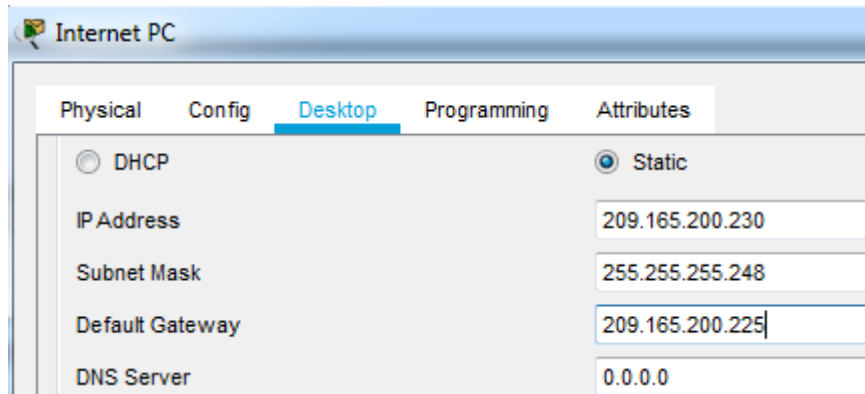 Internet PC
Physical Config Desktop Programming Attributes
DHCP Static
IP Address 209.165.200.230
Subnet Mask 255.255.255.248
Default Gateway 209.165.200.225
DNS Server 0.0.0.0